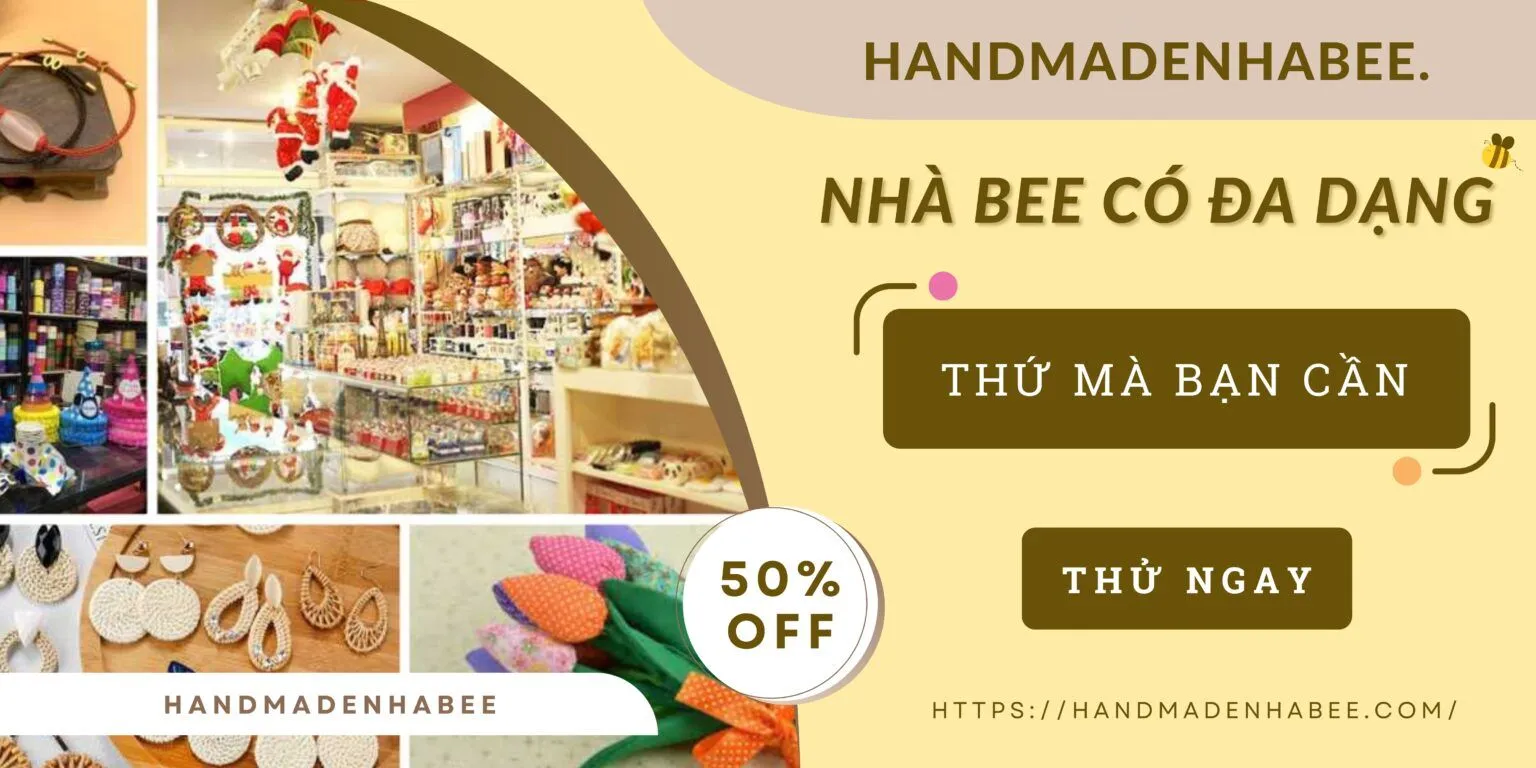 HANDMADENHABEE.
NHÀ BEE CÓ ĐA DẠNG
THỨ MÀ BẠN CẦN
THỬ NGAY
50%
OFF
HANDMADENHABEE
HTTPS://HANDMADENHABEE.COM/